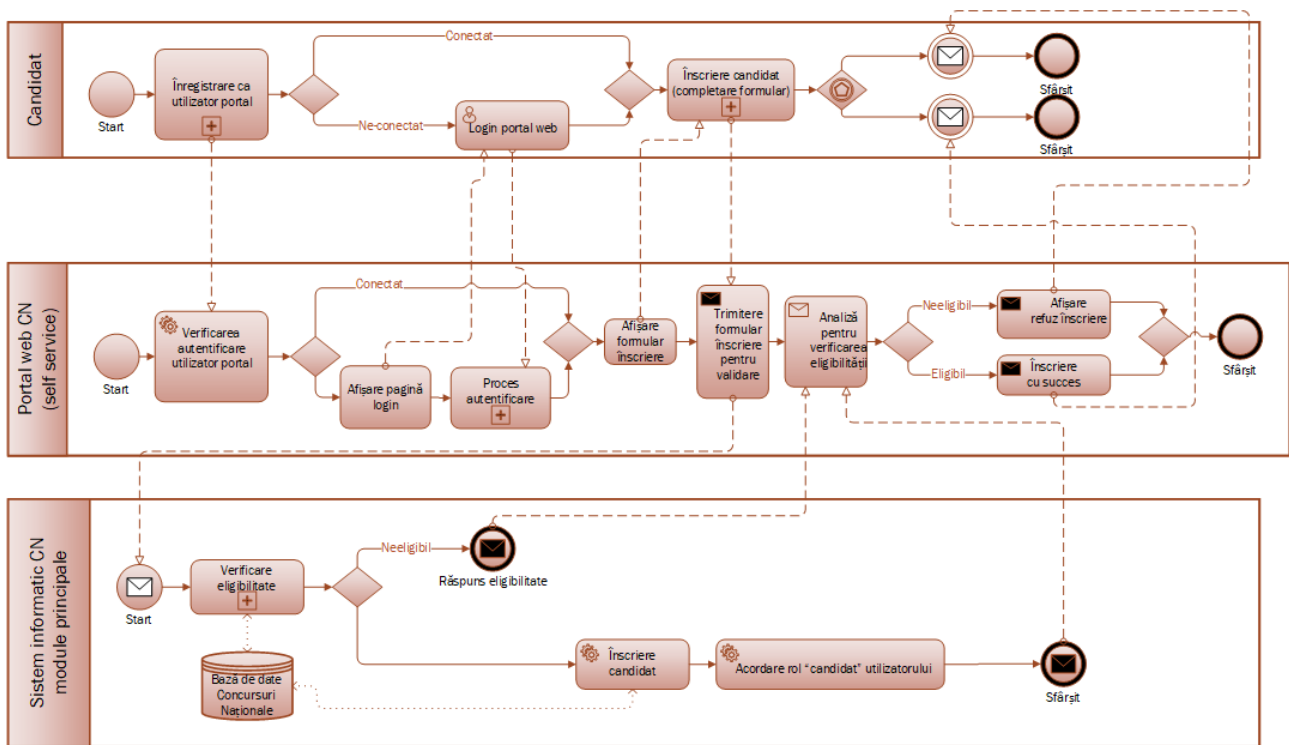 Candidat
Start
Înregistrare ca
utilizator portal
Conectat
Ne-conectat
Login portal web
Înscriere candidat
(completare formular)
Sfârșit
Sfârșit
Portal web CN
(self service)
Start
Verificarea
autentificare
utilizator portal
Conectat
Afișare pagină
login
Proces
autentificare
Afișare
formular
înscriere
Trimitere
formular
înscriere
pentru
validare
Analiză
pentru
verificarea
eligibilității
Neeligibil
Eligibil
Afișare
refuz înscriere
Înscriere
cu succes
Sfârșit
Sistem informatic CN
module principale
Start
Verificare
eligibilitate
Neeligibil
Răspuns eligibilitate
Bază de date
Concursuri
Naționale
Înscriere
candidat
Acordare rol “candidat” utilizatorului
Sfârșit